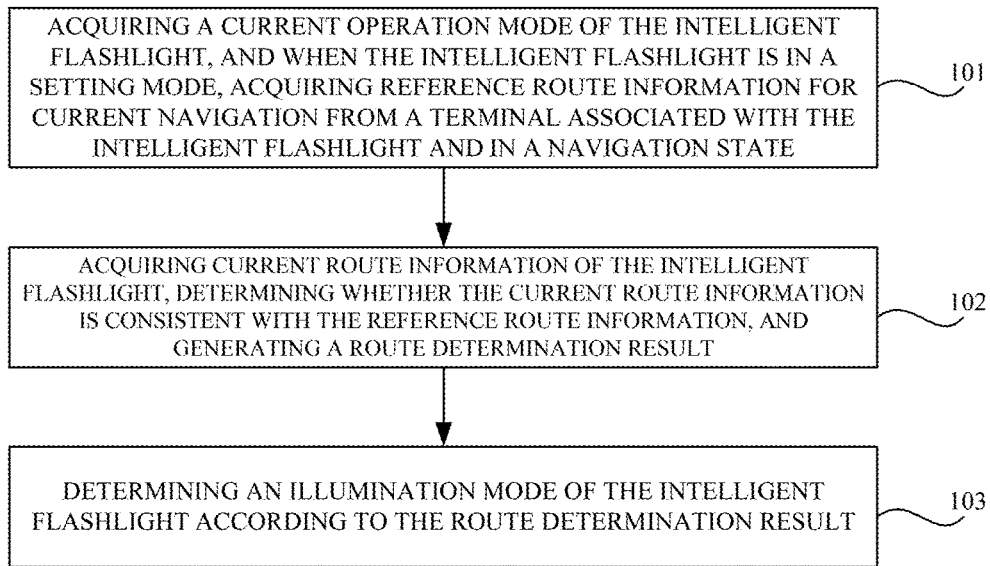 ACQUIRING A CURRENT OPERATION MODE OF THE INTELLIGENT
FLASHLIGHT, AND WHEN THE INTELLIGENT FLASHLIGHT IS IN A
SETTING MODE, ACQUIRING REFERENCE ROUTE INFORMATION FOR
CURRENT NAVIGATION FROM A TERMINAL ASSOCIATED WITH THE
INTELLIGENT FLASHLIGHT AND IN A NAVIGATION STATE
101
ACQUIRING CURRENT ROUTE INFORMATION OF THE INTELLIGENT
FLASHLIGHT, DETERMINING WHETHER THE CURRENT ROUTE INFORMATION
IS CONSISTENT WITH THE REFERENCE ROUTE INFORMATION, AND
GENERATING A ROUTE DETERMINATION RESULT
102
DETERMINING AN ILLUMINATION MODE OF THE INTELLIGENT
FLASHLIGHT ACCORDING TO THE ROUTE DETERMINATION RESULT
103